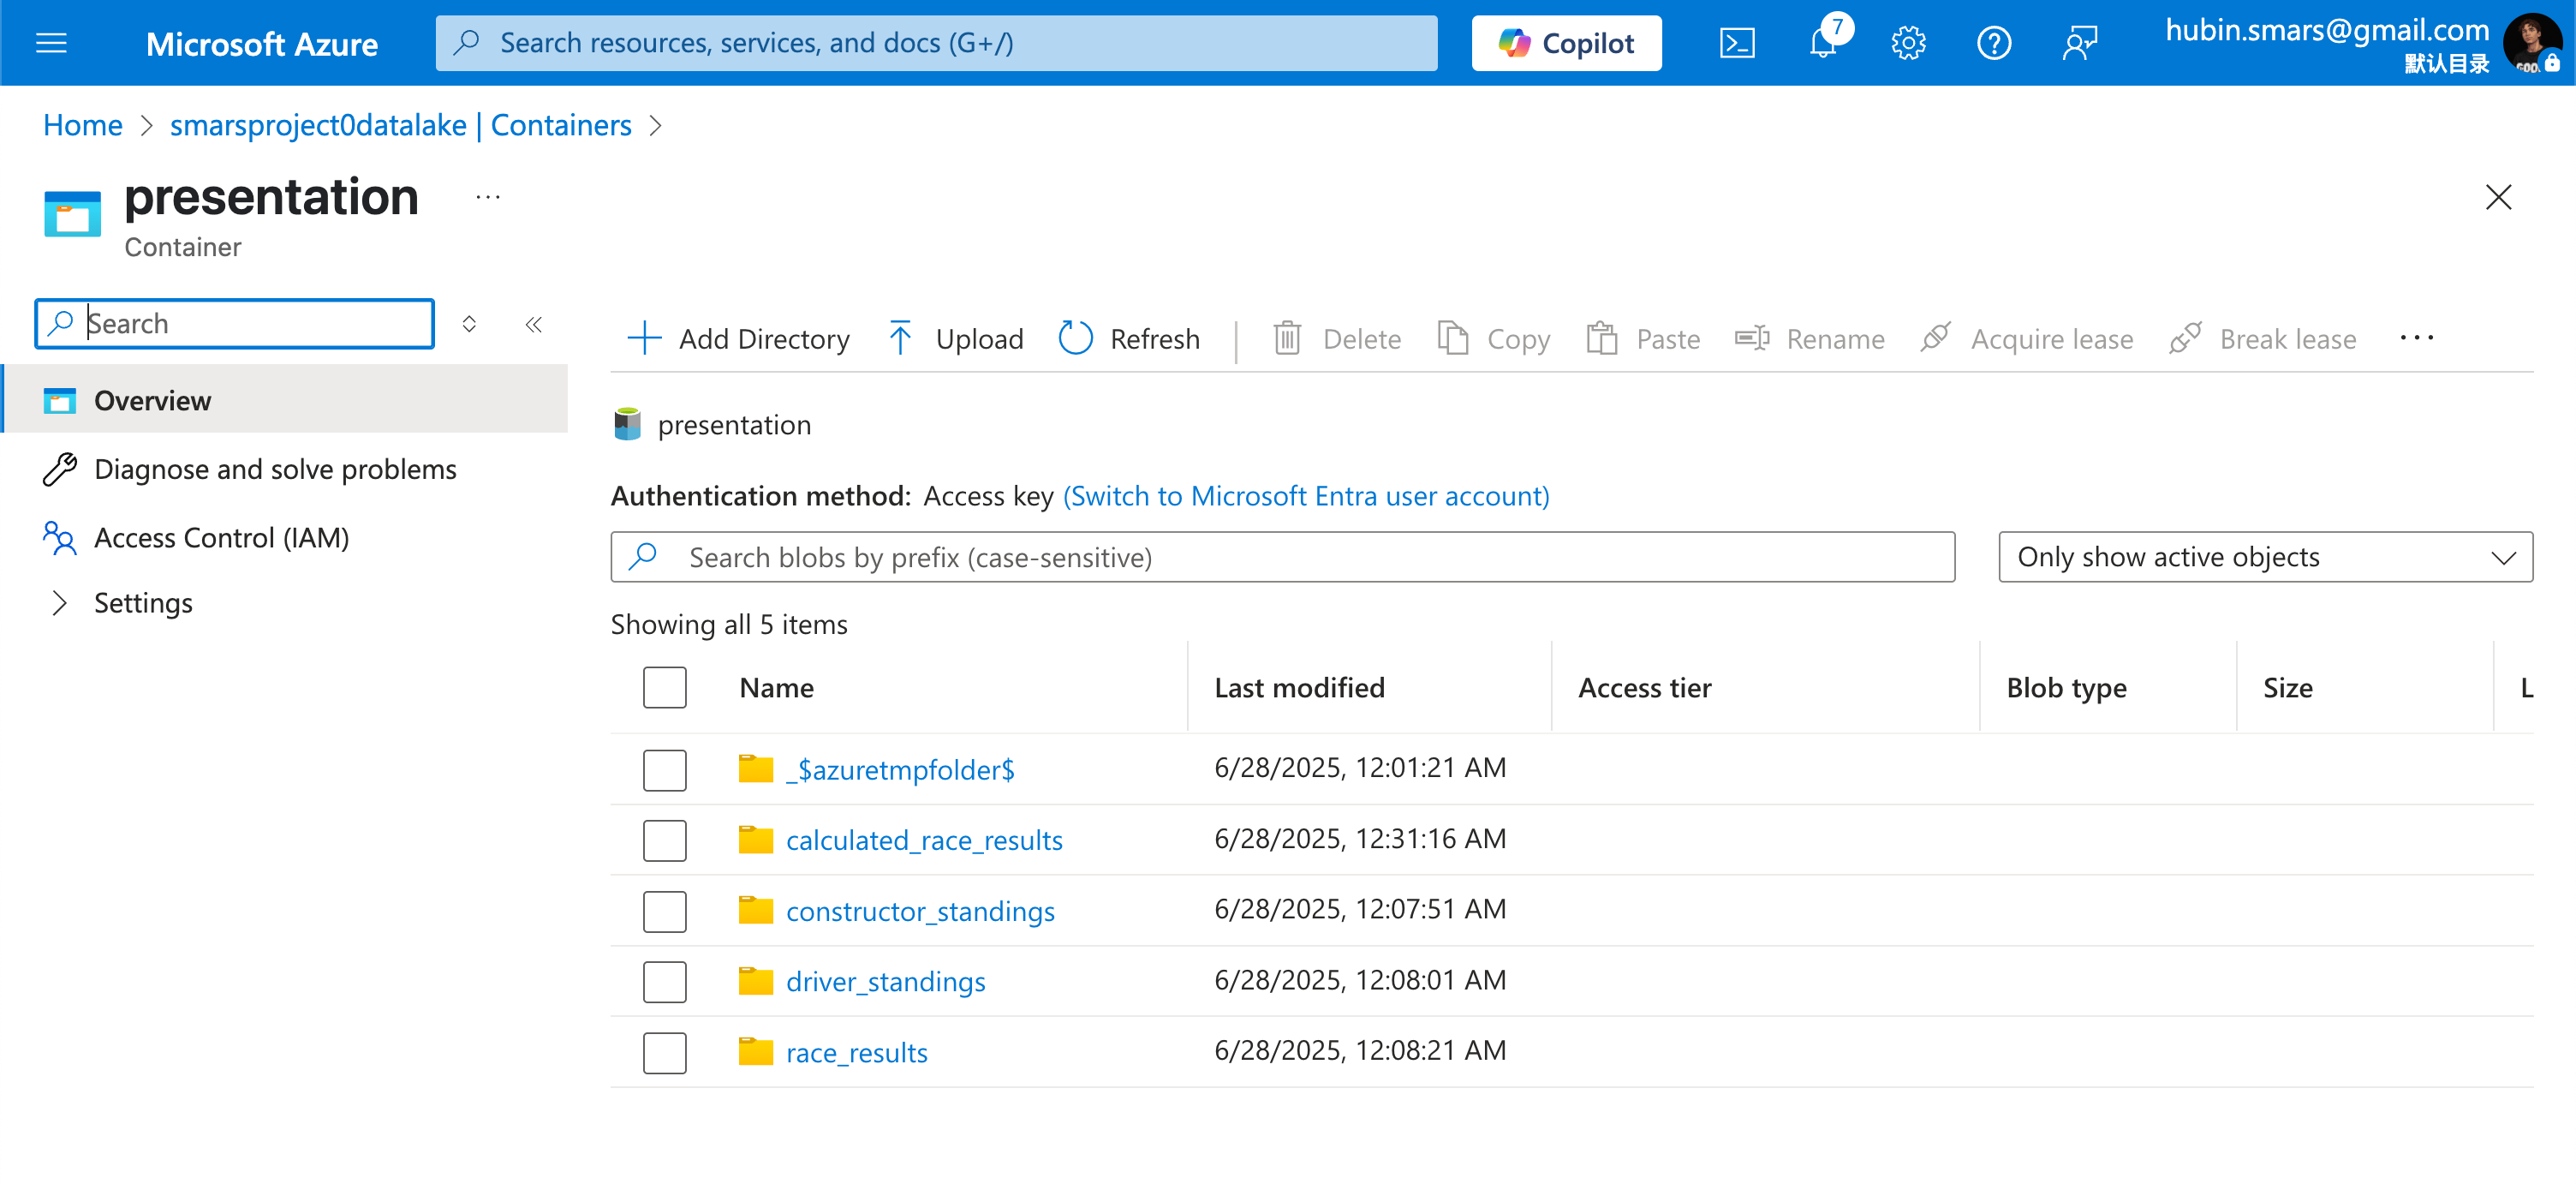 Microsoft Azure
Search resources, services, and docs (G+/)
Copilot
7
hubin.smars@gmail.com
默认目录
Home > smarsproject0datalake | Containers >
presentation ...
Container
Search
Overview
Diagnose and solve problems
Access Control (IAM)
Settings
Add Directory Upload Refresh Delete Copy Paste Rename Acquire lease Break lease ...
presentation
Authentication method: Access key (Switch to Microsoft Entra user account)
Search blobs by prefix (case-sensitive)
Only show active objects
Showing all 5 items
Name Last modified Access tier Blob type Size L
_$azuretmpfolder$ 6/28/2025, 12:01:21 AM
calculated_race_results 6/28/2025, 12:31:16 AM
constructor_standings 6/28/2025, 12:07:51 AM
driver_standings 6/28/2025, 12:08:01 AM
race_results 6/28/2025, 12:08:21 AM